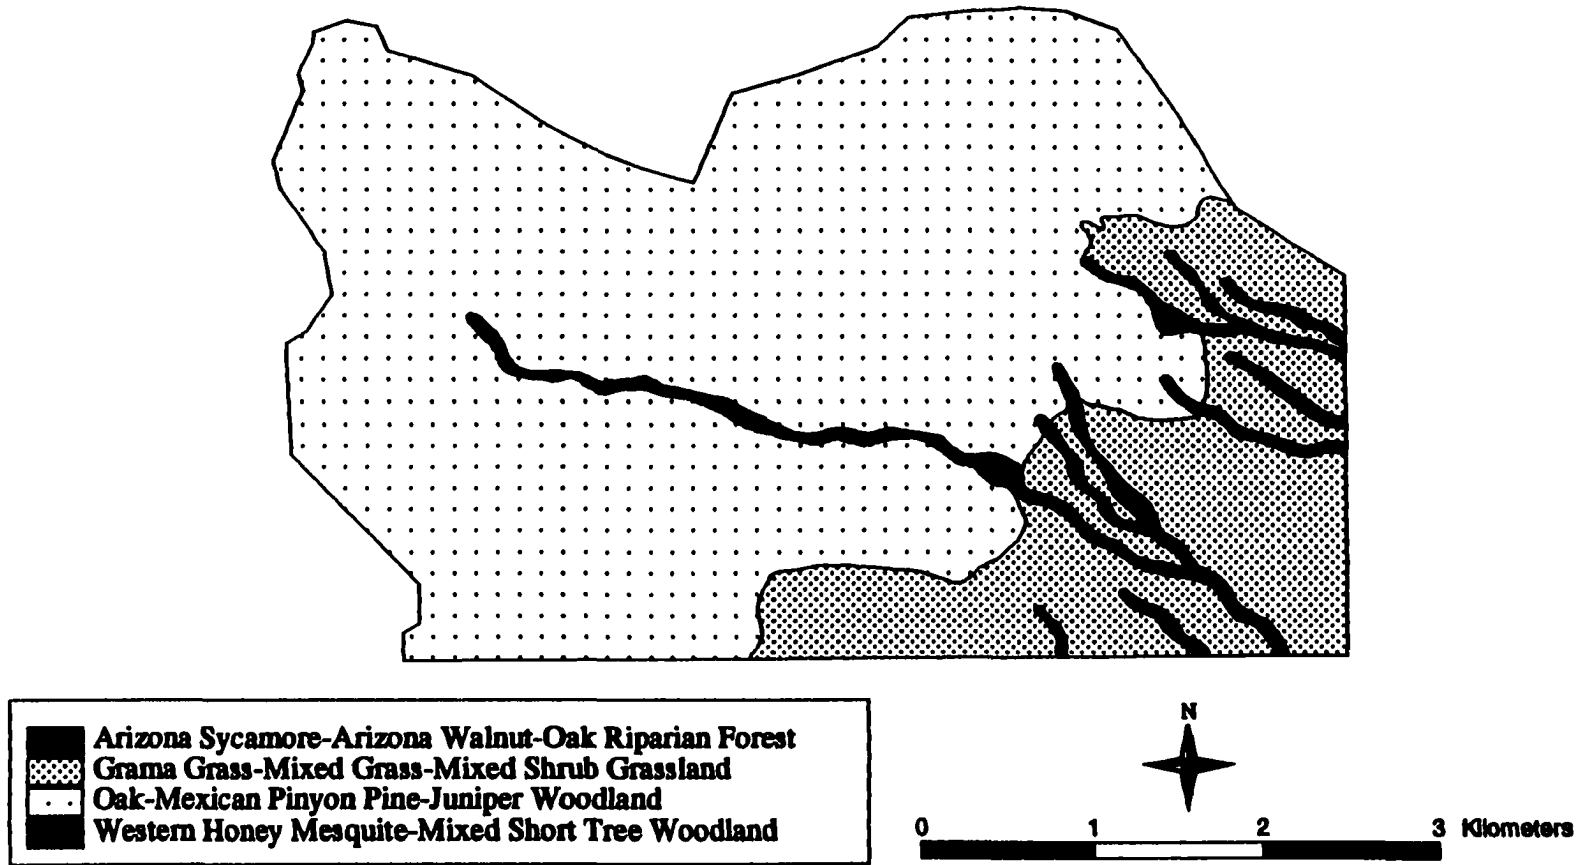 Arizona Sycamore-Arizona Walnut-Oak Riparian Forest
Grama Grass-Mixed Grass-Mixed Shrub Grassland
Oak-Mexican Pinyon Pine-Juniper Woodland
Western Honey Mesquite-Mixed Short Tree Woodland
N
0 1 2 3 Kilometers